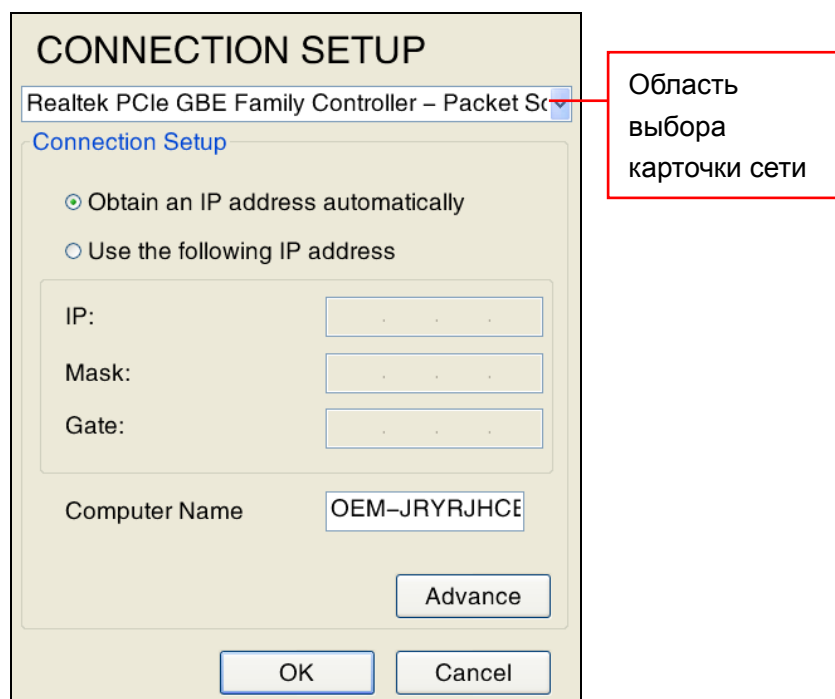 CONNECTION SETUP
Realtek PCIe GBE Family Controller – Packet Sc
Область
выбора
карточки сети
Connection Setup
Obtain an IP address automatically
Use the following IP address
IP:
Mask:
Gate:
Computer Name OEM–JRYRJHCE
Advance
OK Cancel